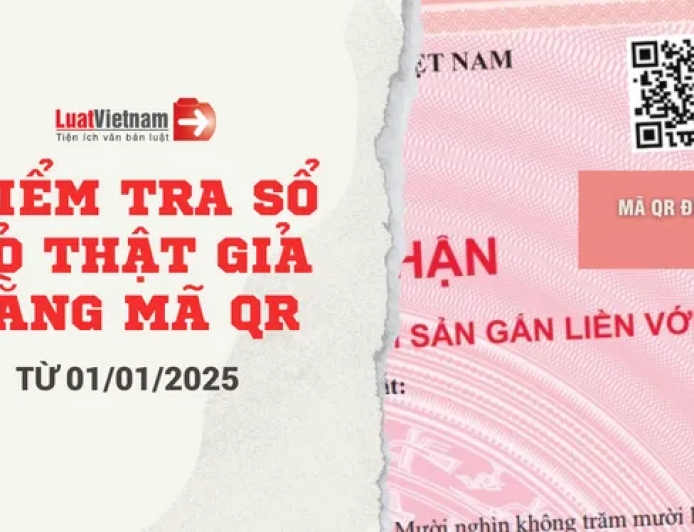 LuatVietnam
Tiện ích văn bản luật
IỂM TRA SỔ
Ỏ THẬT GIẢ
ẰNG MÃ QR
TỪ 01/01/2025
ỆT NAM
MÃ QR Đ
HẬN
SẢN GẮN LIỀN VỚ
ất:
Mười nghìn không trăm mười